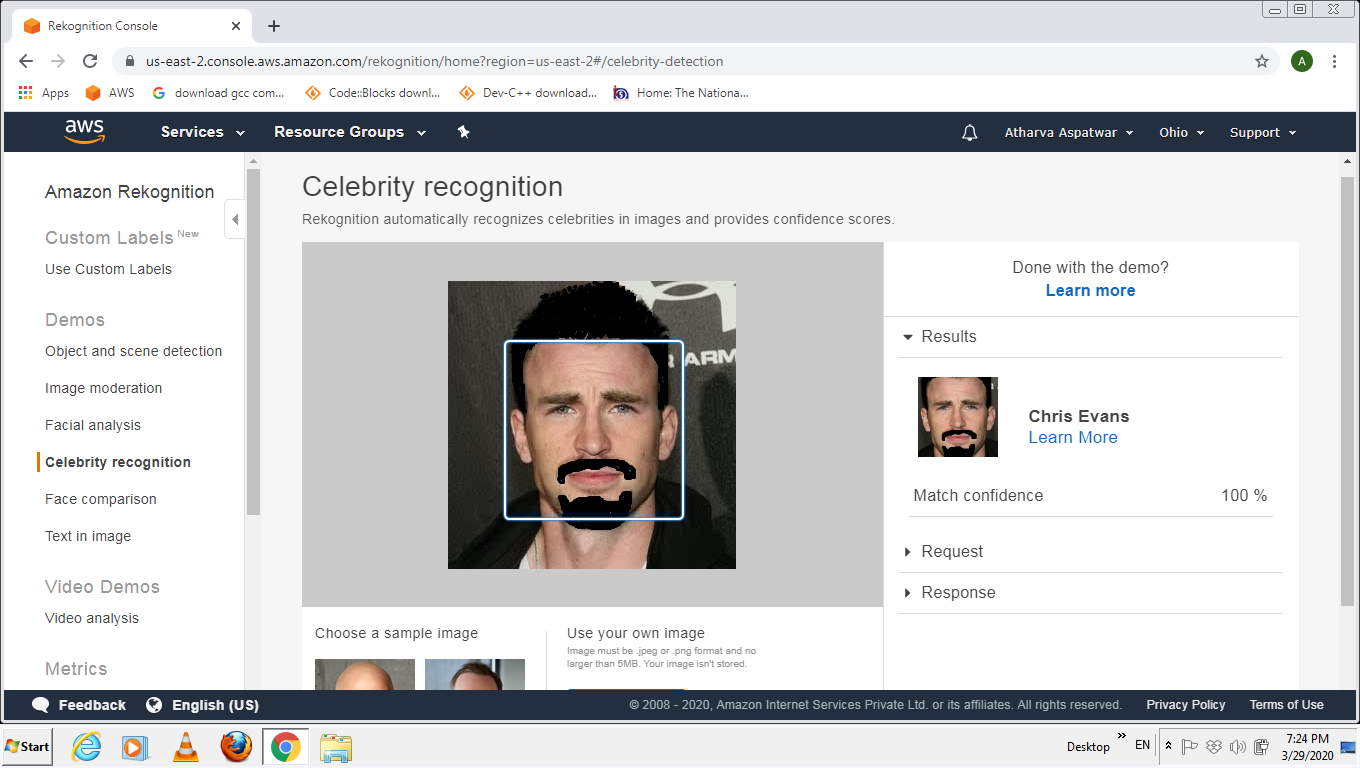 Rekognition Console
us-east-2.console.aws.amazon.com/rekognition/home?region=us-east-2#/celebrity-detection
A
Apps
AWS
download gcc com...
Code::Blocks downl...
Dev-C++ download...
Home: The Nationa...
aws
Services
Resource Groups
Atharva Aspatwar
Ohio
Support
Amazon Rekognition
Custom Labels New
Use Custom Labels
Demos
Object and scene detection
Image moderation
Facial analysis
Celebrity recognition
Face comparison
Text in image
Video Demos
Video analysis
Metrics
Celebrity recognition
Rekognition automatically recognizes celebrities in images and provides confidence scores.
R ARM
Done with the demo?
Learn more
Results
Chris Evans
Learn More
Match confidence 100 %
Request
Response
Choose a sample image
Use your own image
Image must be .jpeg or .png format and no
larger than 5MB. Your image isn't stored.
Feedback
English (US)
© 2008 - 2020, Amazon Internet Services Private Ltd. or its affiliates. All rights reserved.
Privacy Policy
Terms of Use
Start
Desktop
EN
7:24 PM
3/29/2020